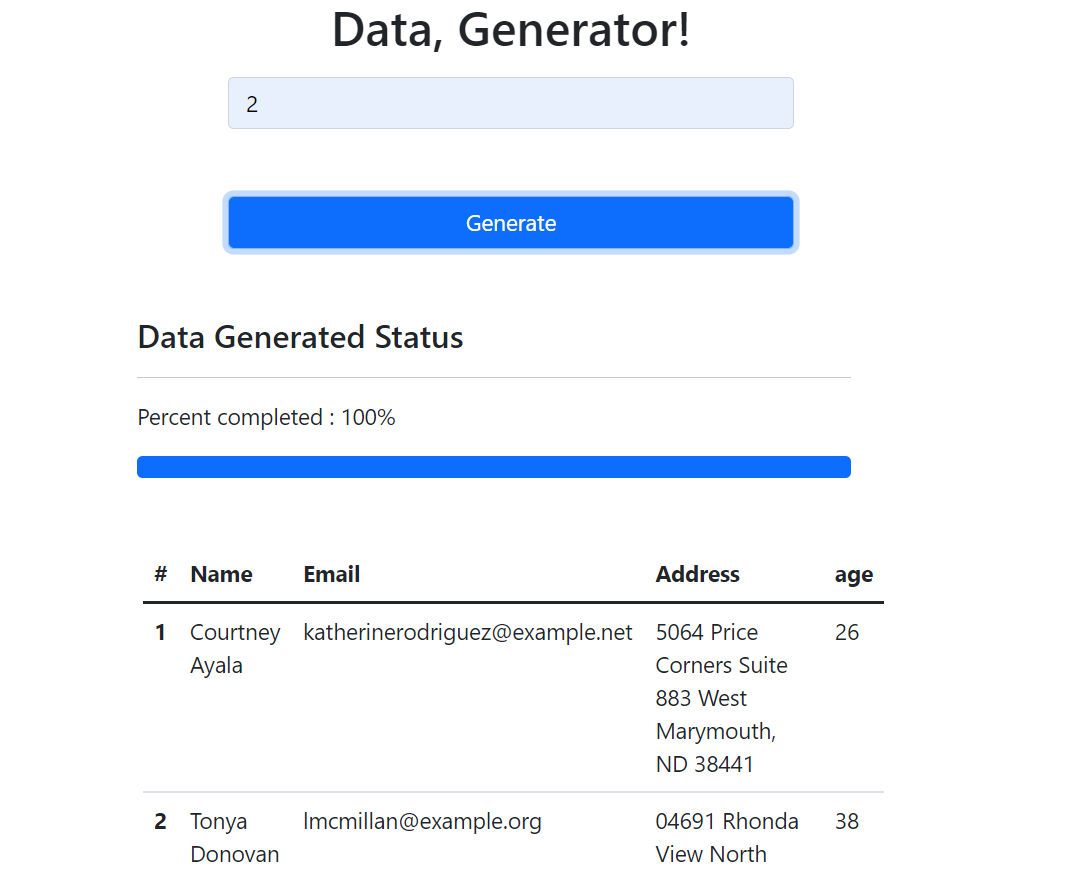 Data, Generator!
2
Generate
Data Generated Status
Percent completed : 100%
# Name Email Address age
1 Courtney katherinerodriguez@example.net 5064 Price 26
Ayala Corners Suite
883 West
Marymouth,
ND 38441
2 Tonya lmcmillan@example.org 04691 Rhonda 38
Donovan View North